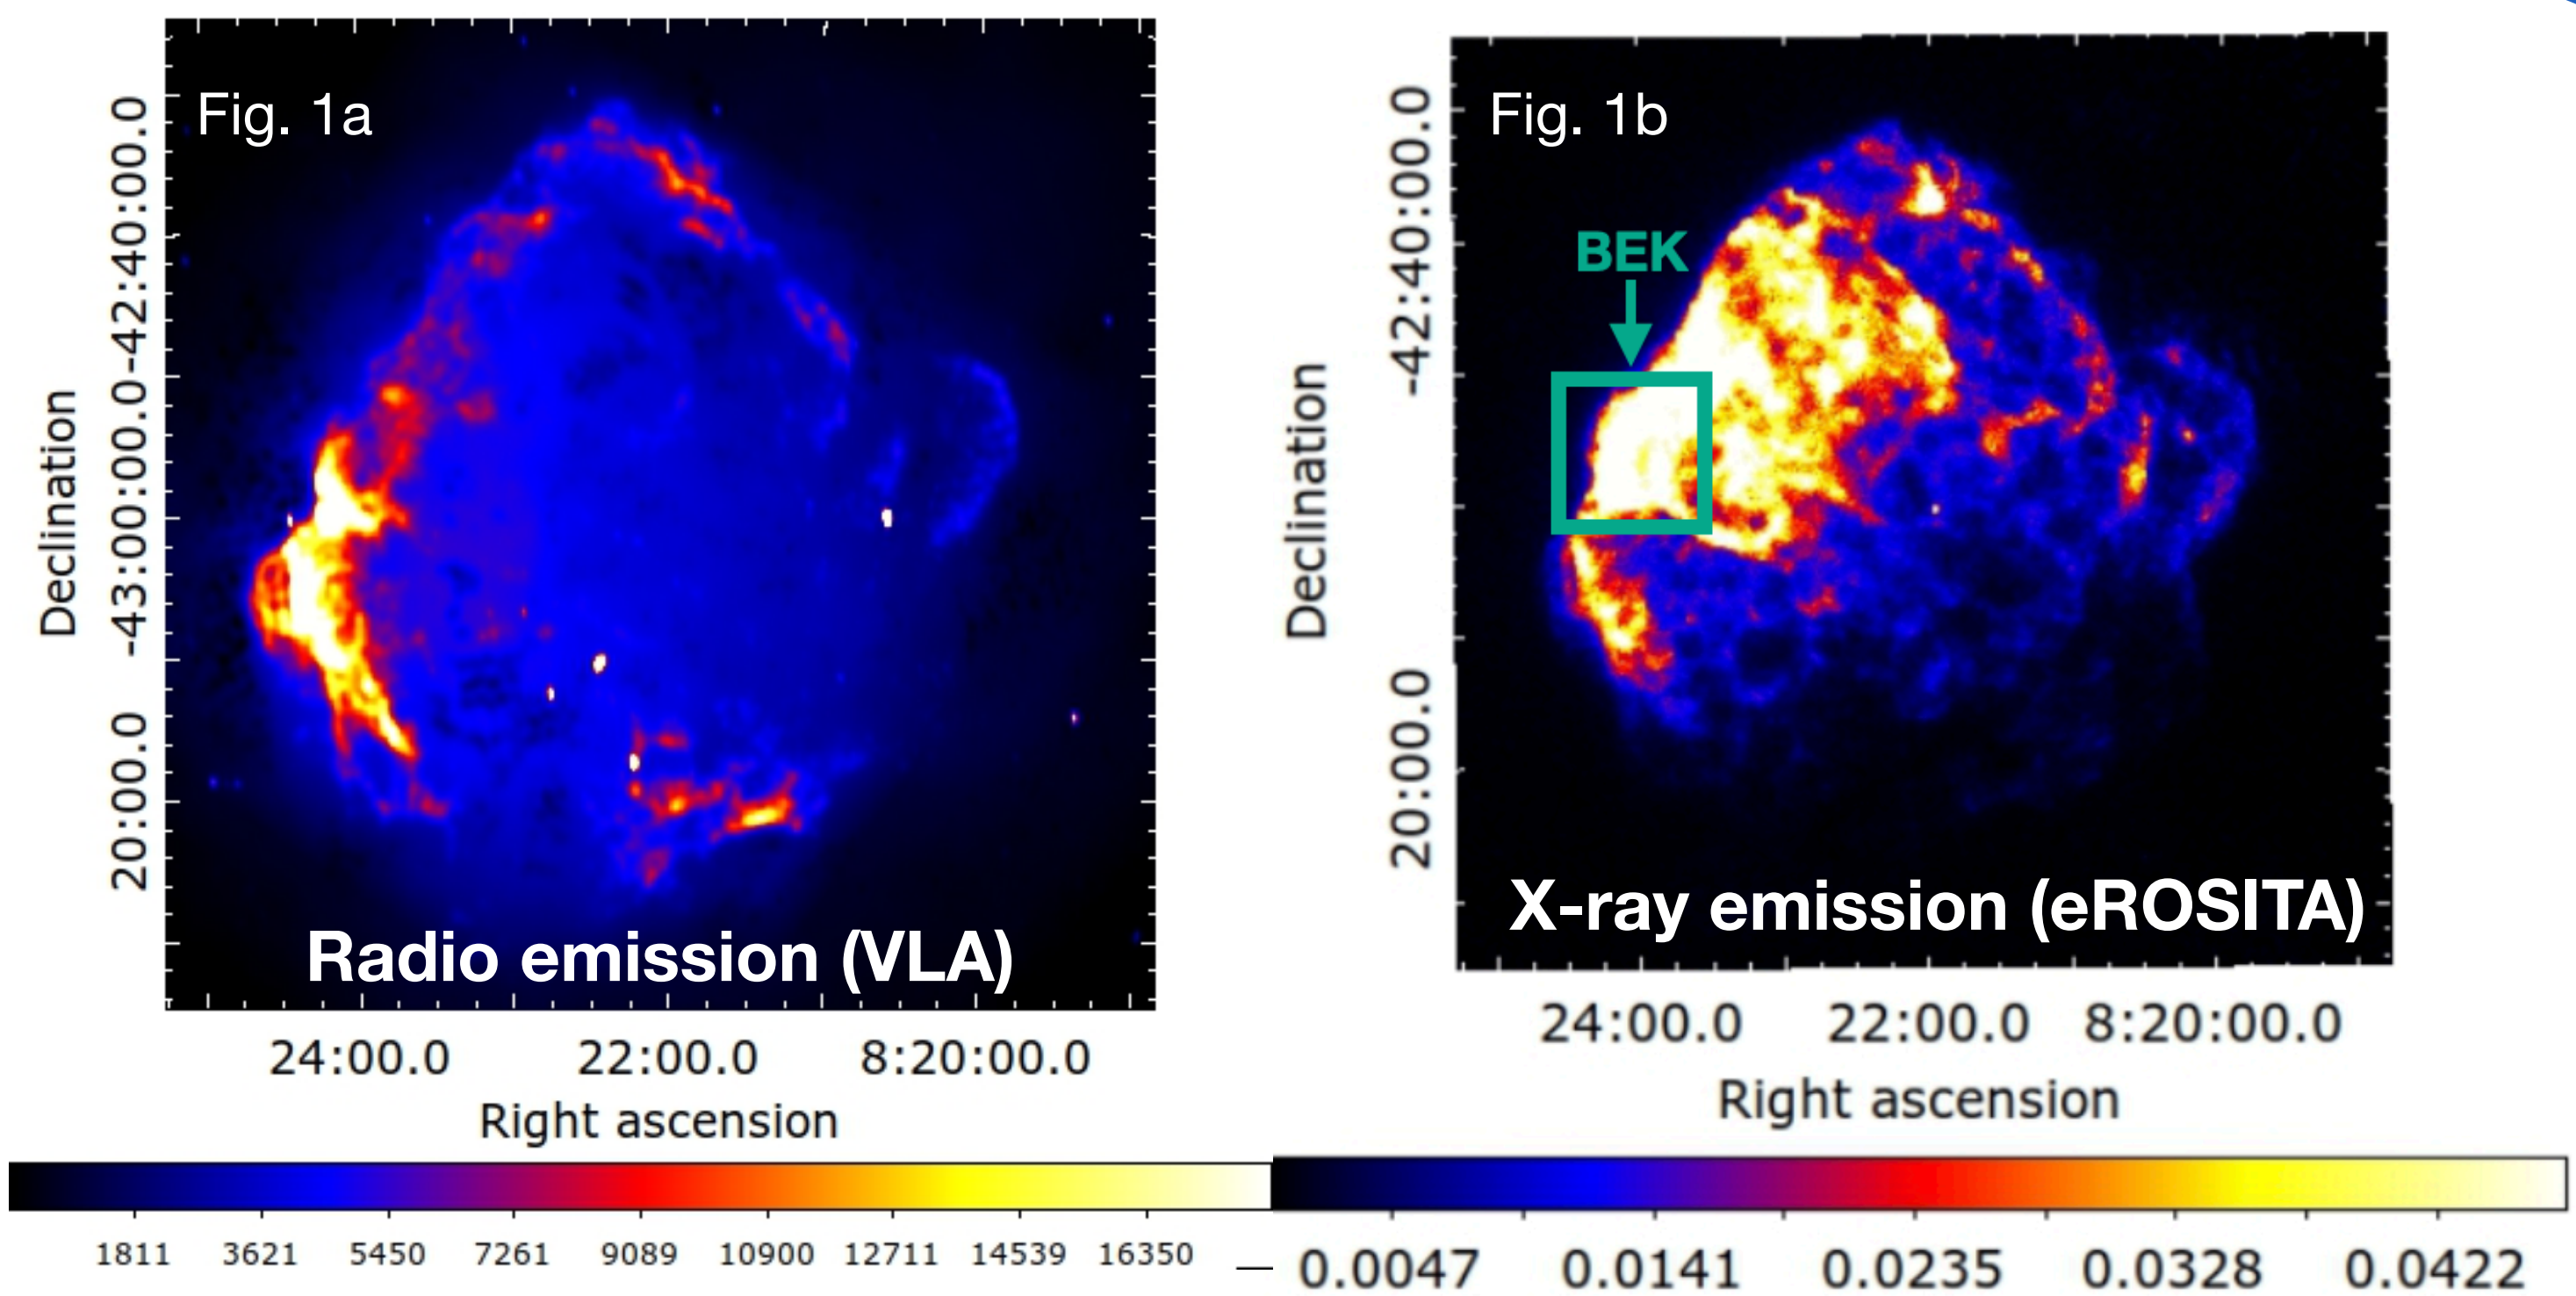 Fig. 1a
Declination
-42:40:00.0
-43:00:00.0
20:00.0
Radio emission (VLA)
24:00.0 22:00.0 8:20:00.0
Right ascension
1811 3621 5450 7261 9089 10900 12711 14539 16350
Fig. 1b
BEK
Declination
-42:40:00.0
20:00.0
X-ray emission (eROSITA)
24:00.0 22:00.0 8:20:00.0
Right ascension
0.0047 0.0141 0.0235 0.0328 0.0422